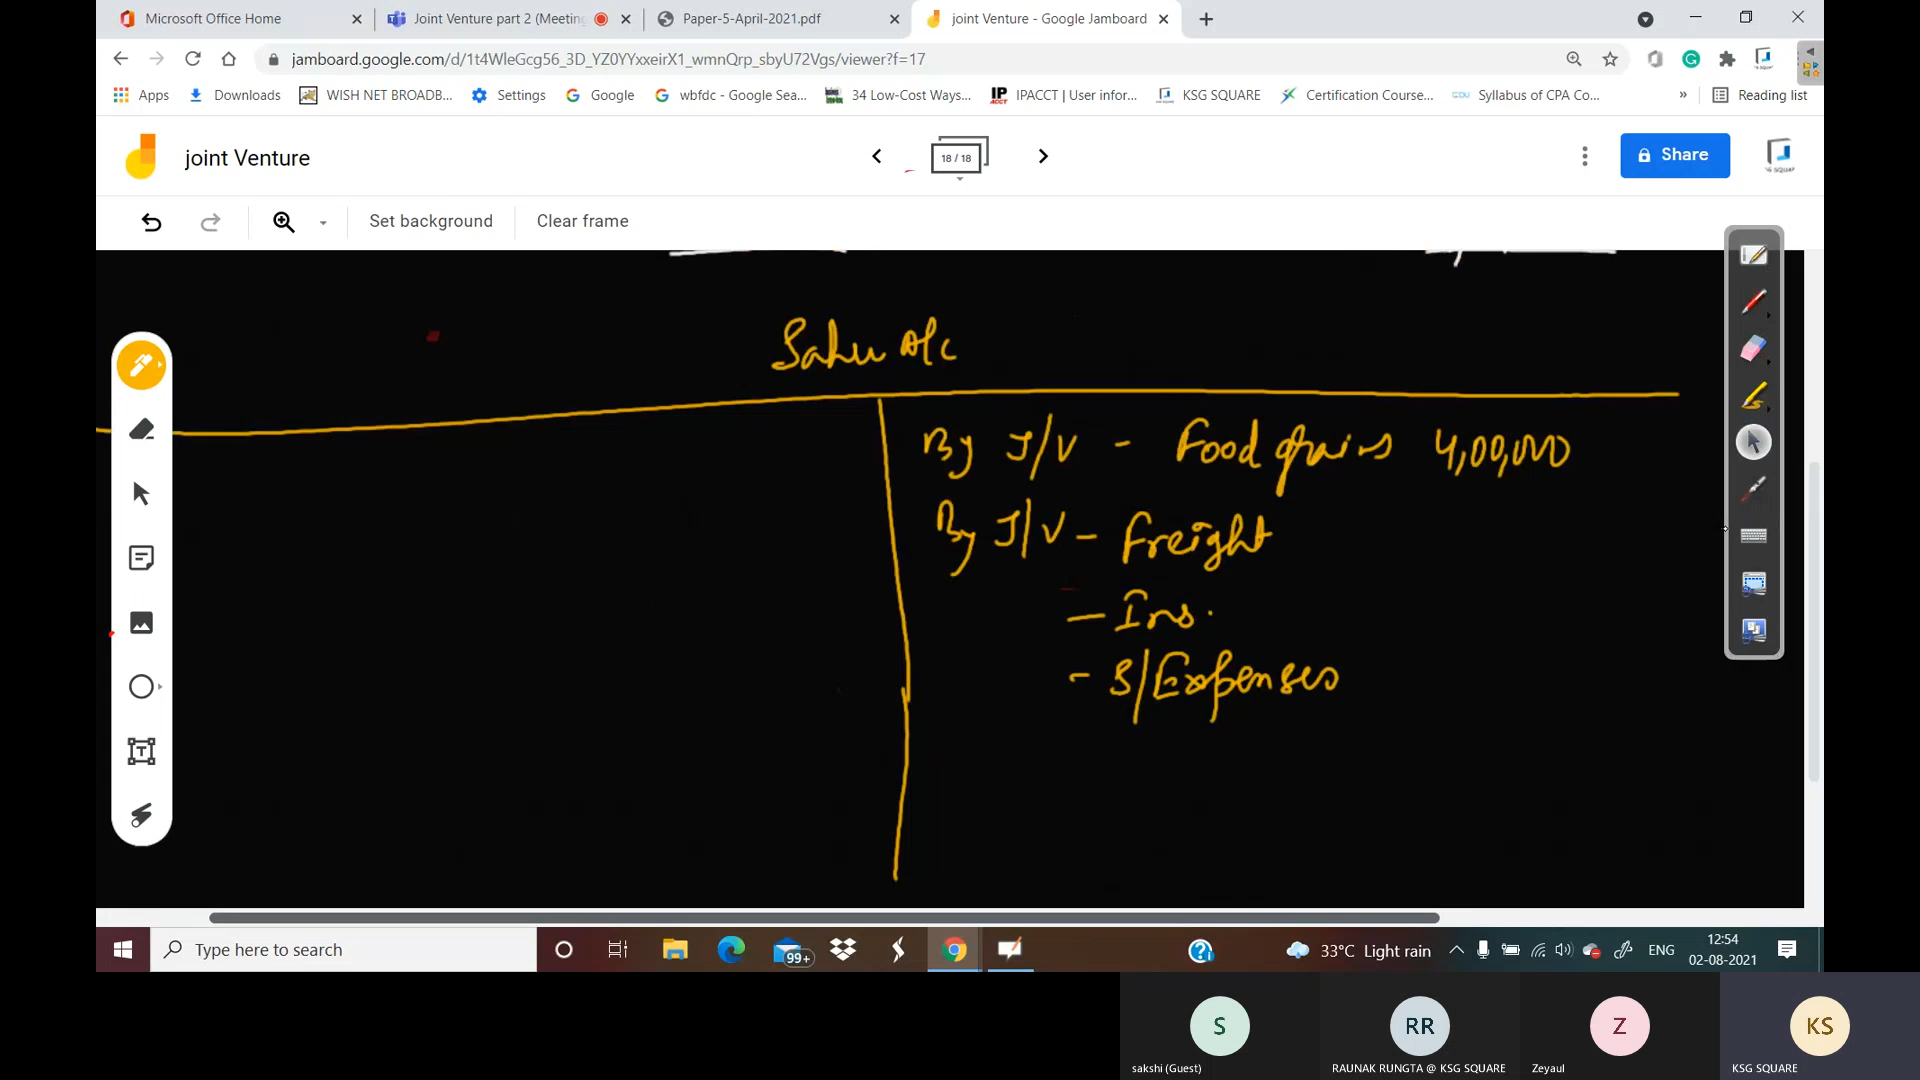 Microsoft Office Home
Joint Venture part 2 (Meetin
Paper-5-April-2021.pdf
joint Venture - Google Jamboard
jamboard.google.com/d/1t4WleGcg56_3D_YZ0YYxxeirX1_wmnQrp_sbyU72Vgs/viewer?f=17
Apps
Downloads
WISH NET BROADB...
Settings
Google
wbfdc - Google Sea...
34 Low-Cost Ways...
IPACCT | User infor...
KSG SQUARE
Certification Course...
Syllabus of CPA Co...
»
Reading list
joint Venture
18 / 18
Share
Set background
Clear frame
Sahu A/c
By J/V - Food grains 4,00,000
By J/V - Freight
- Ins.
- S/Expenses
Type here to search
99+
33°C Light rain
ENG
12:54
02-08-2021
S
RR
Z
KS
sakshi (Guest)
RAUNAK RUNGTA @ KSG SQUARE
Zeyaul
KSG SQUARE